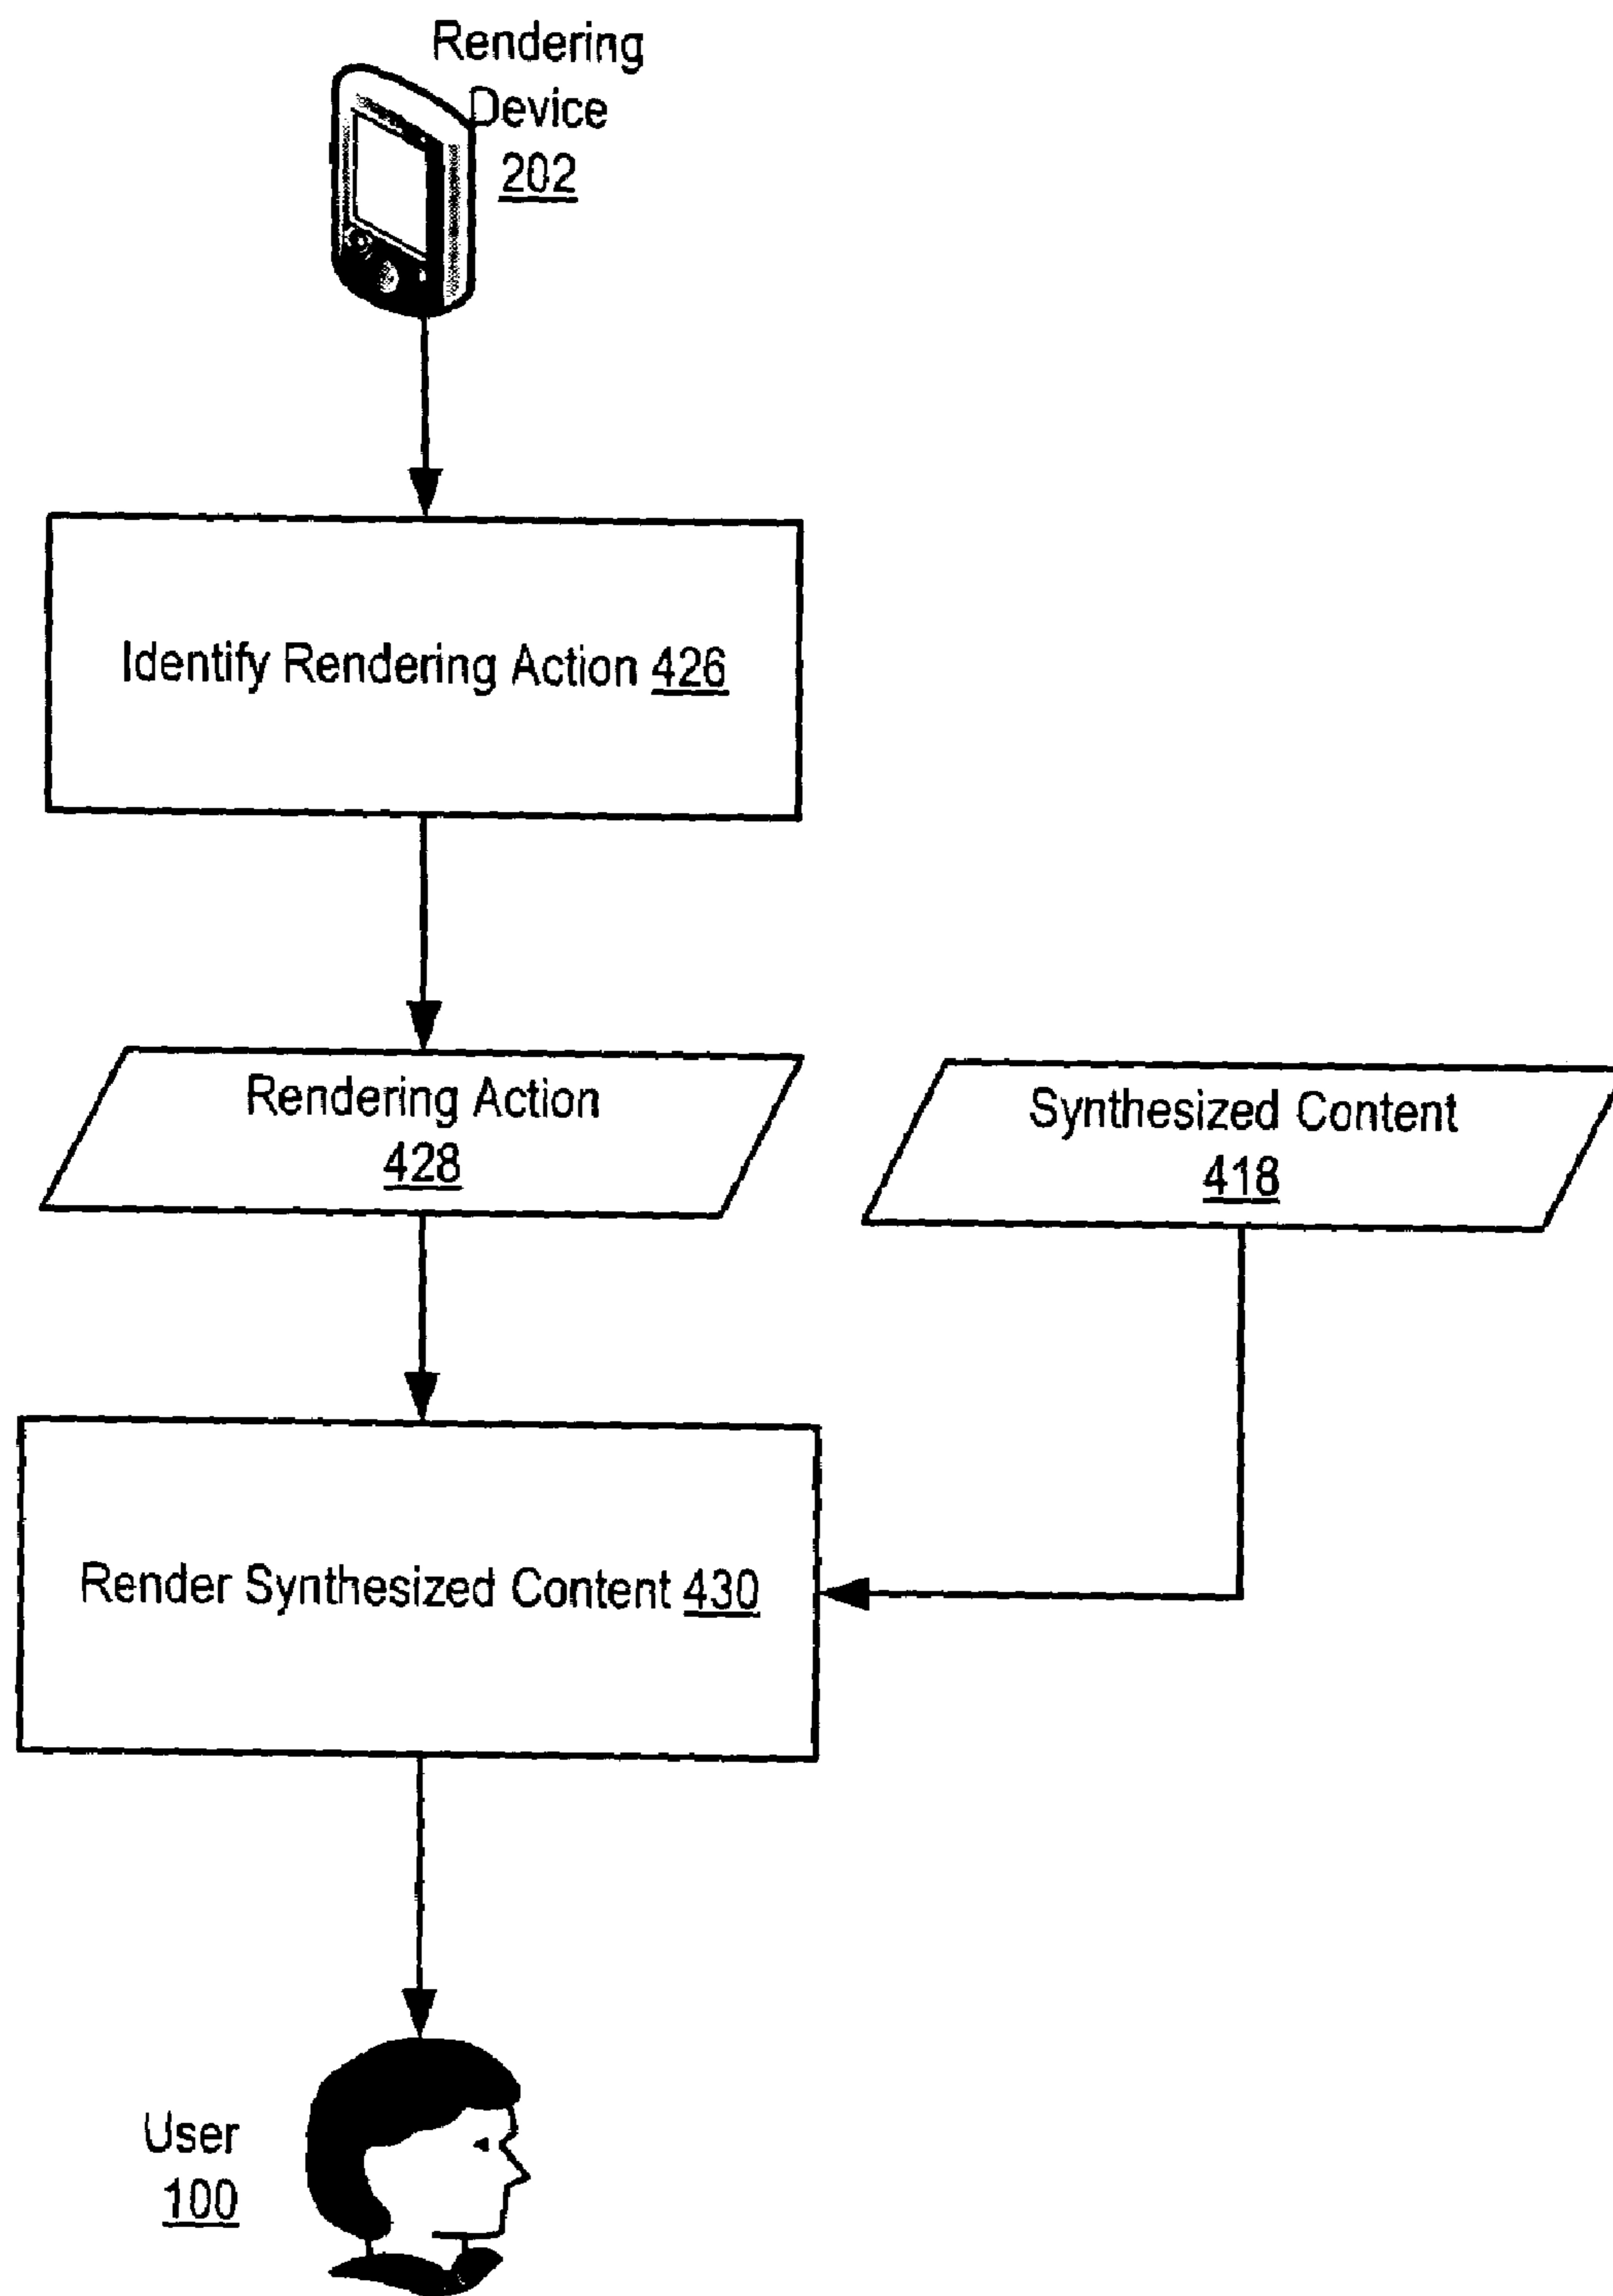 Rendering
Device
202
Identify Rendering Action 426
Rendering Action
428
Synthesized Content
418
Render Synthesized Content 430
User
100